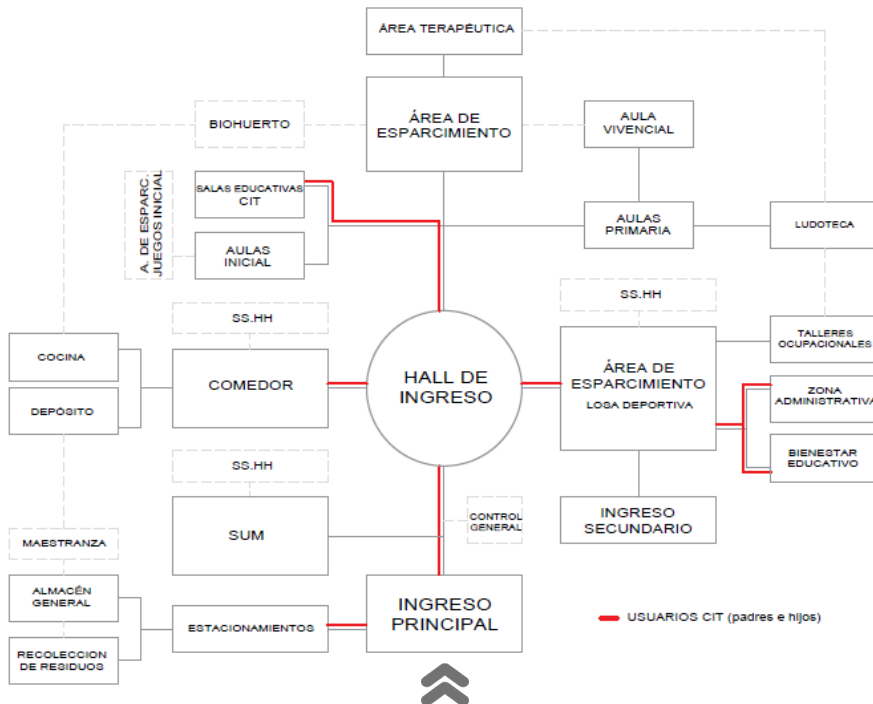 ÁREA TERAPÉUTICA
ÁREA DE
ESPARCIMIENTO
BIOHUERTO
AULA
VIVENCIAL
A. DE ESPARC.
JUEGOS INICIAL
SALAS EDUCATIVAS
CIT
AULAS
INICIAL
AULAS
PRIMARIA
LUDOTECA
SS.HH
SS.HH
COCINA
DEPÓSITO
COMEDOR
HALL DE
INGRESO
ÁREA DE
ESPARCIMIENTO
LOSA DEPORTIVA
TALLERES
OCUPACIONALES
ZONA
ADMINISTRATIVA
BIENESTAR
EDUCATIVO
SS.HH
SUM
CONTROL
GENERAL
INGRESO
SECUNDARIO
MAESTRANZA
ALMACÉN
GENERAL
RECOLECCION
DE RESIDUOS
ESTACIONAMIENTOS
INGRESO
PRINCIPAL
USUARIOS CIT (padres e hijos)